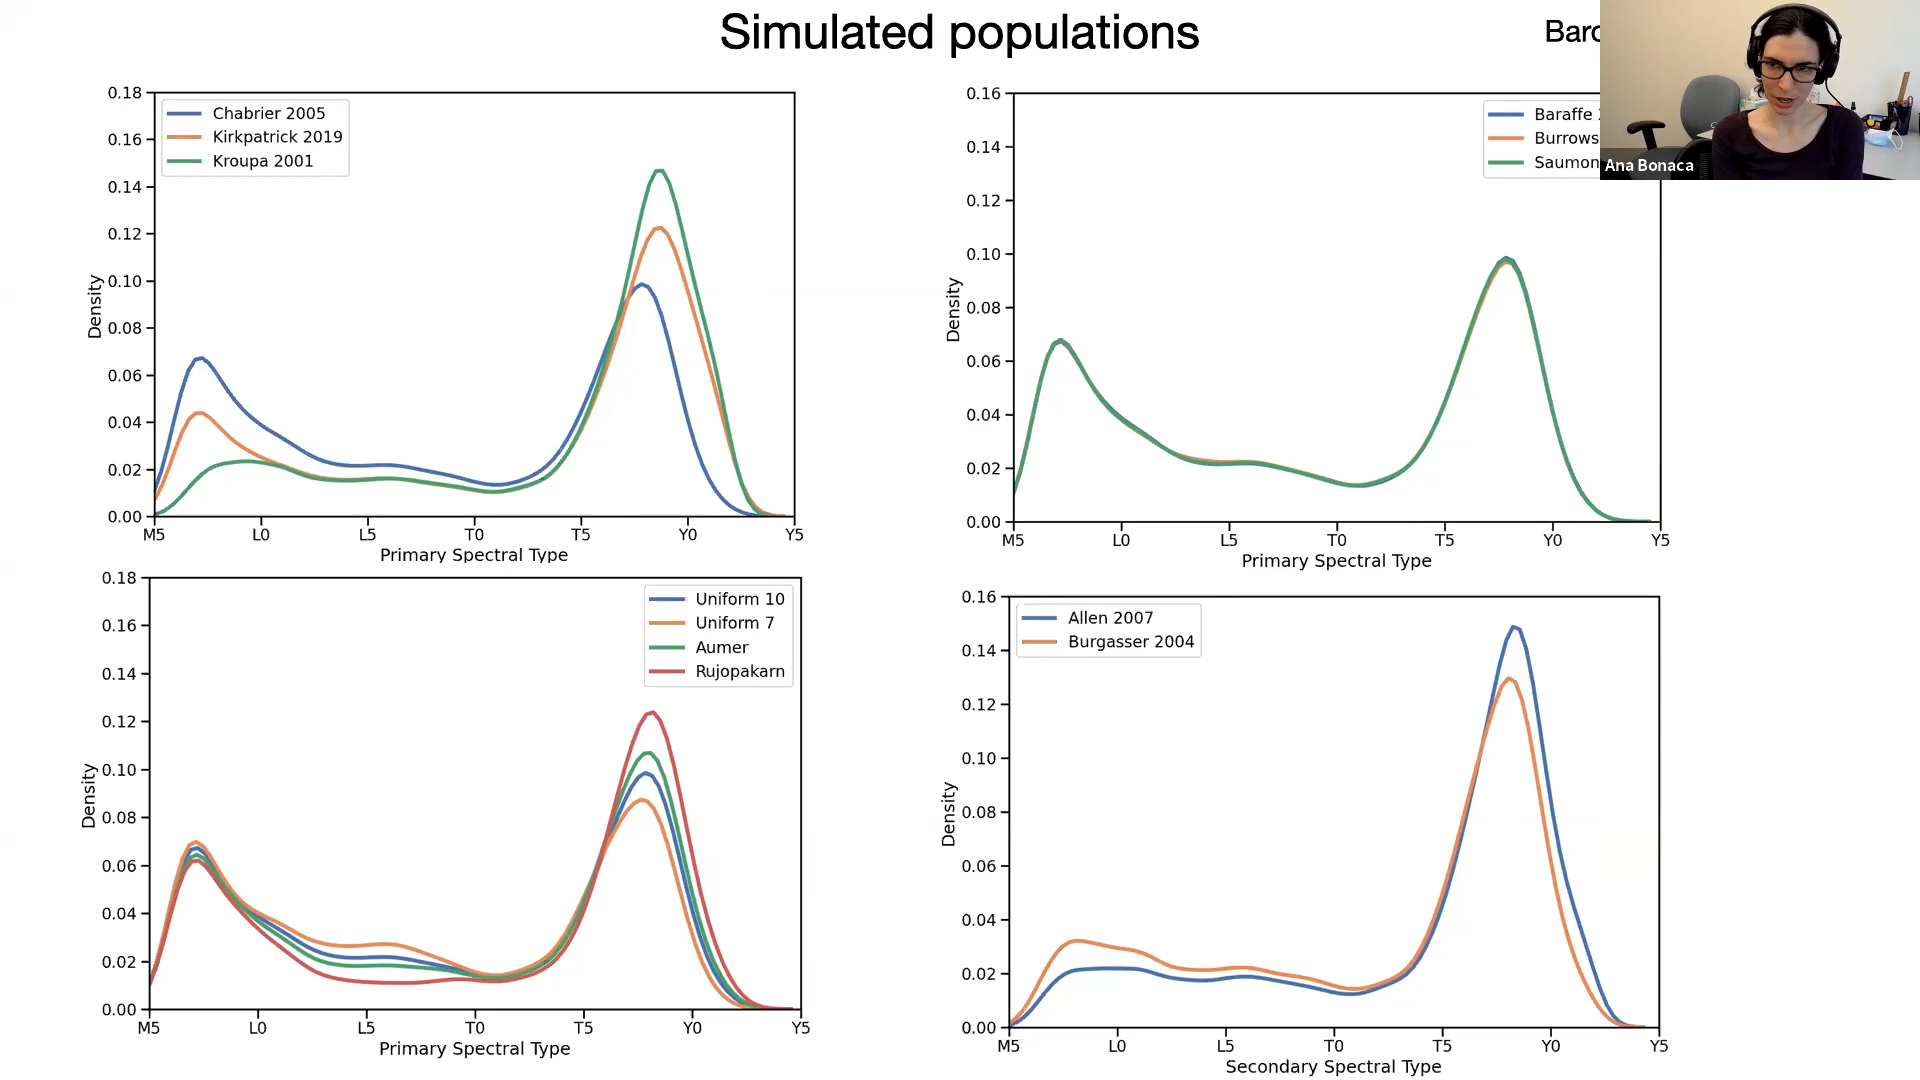 Simulated populations
Baro
Ana Bonaca
Density
0.18
0.16
0.14
0.12
0.10
0.08
0.06
0.04
0.02
0.00
Chabrier 2005
Kirkpatrick 2019
Kroupa 2001
M5 L0 L5 T0 T5 Y0 Y5
Primary Spectral Type
Density
0.16
0.14
0.12
0.10
0.08
0.06
0.04
0.02
0.00
Baraffe
Burrows
Saumon
M5 L0 L5 T0 T5 Y0 Y5
Primary Spectral Type
Density
0.18
0.16
0.14
0.12
0.10
0.08
0.06
0.04
0.02
0.00
Uniform 10
Uniform 7
Aumer
Rujopakarn
M5 L0 L5 T0 T5 Y0 Y5
Primary Spectral Type
Density
0.16
0.14
0.12
0.10
0.08
0.06
0.04
0.02
0.00
Allen 2007
Burgasser 2004
M5 L0 L5 T0 T5 Y0 Y5
Secondary Spectral Type